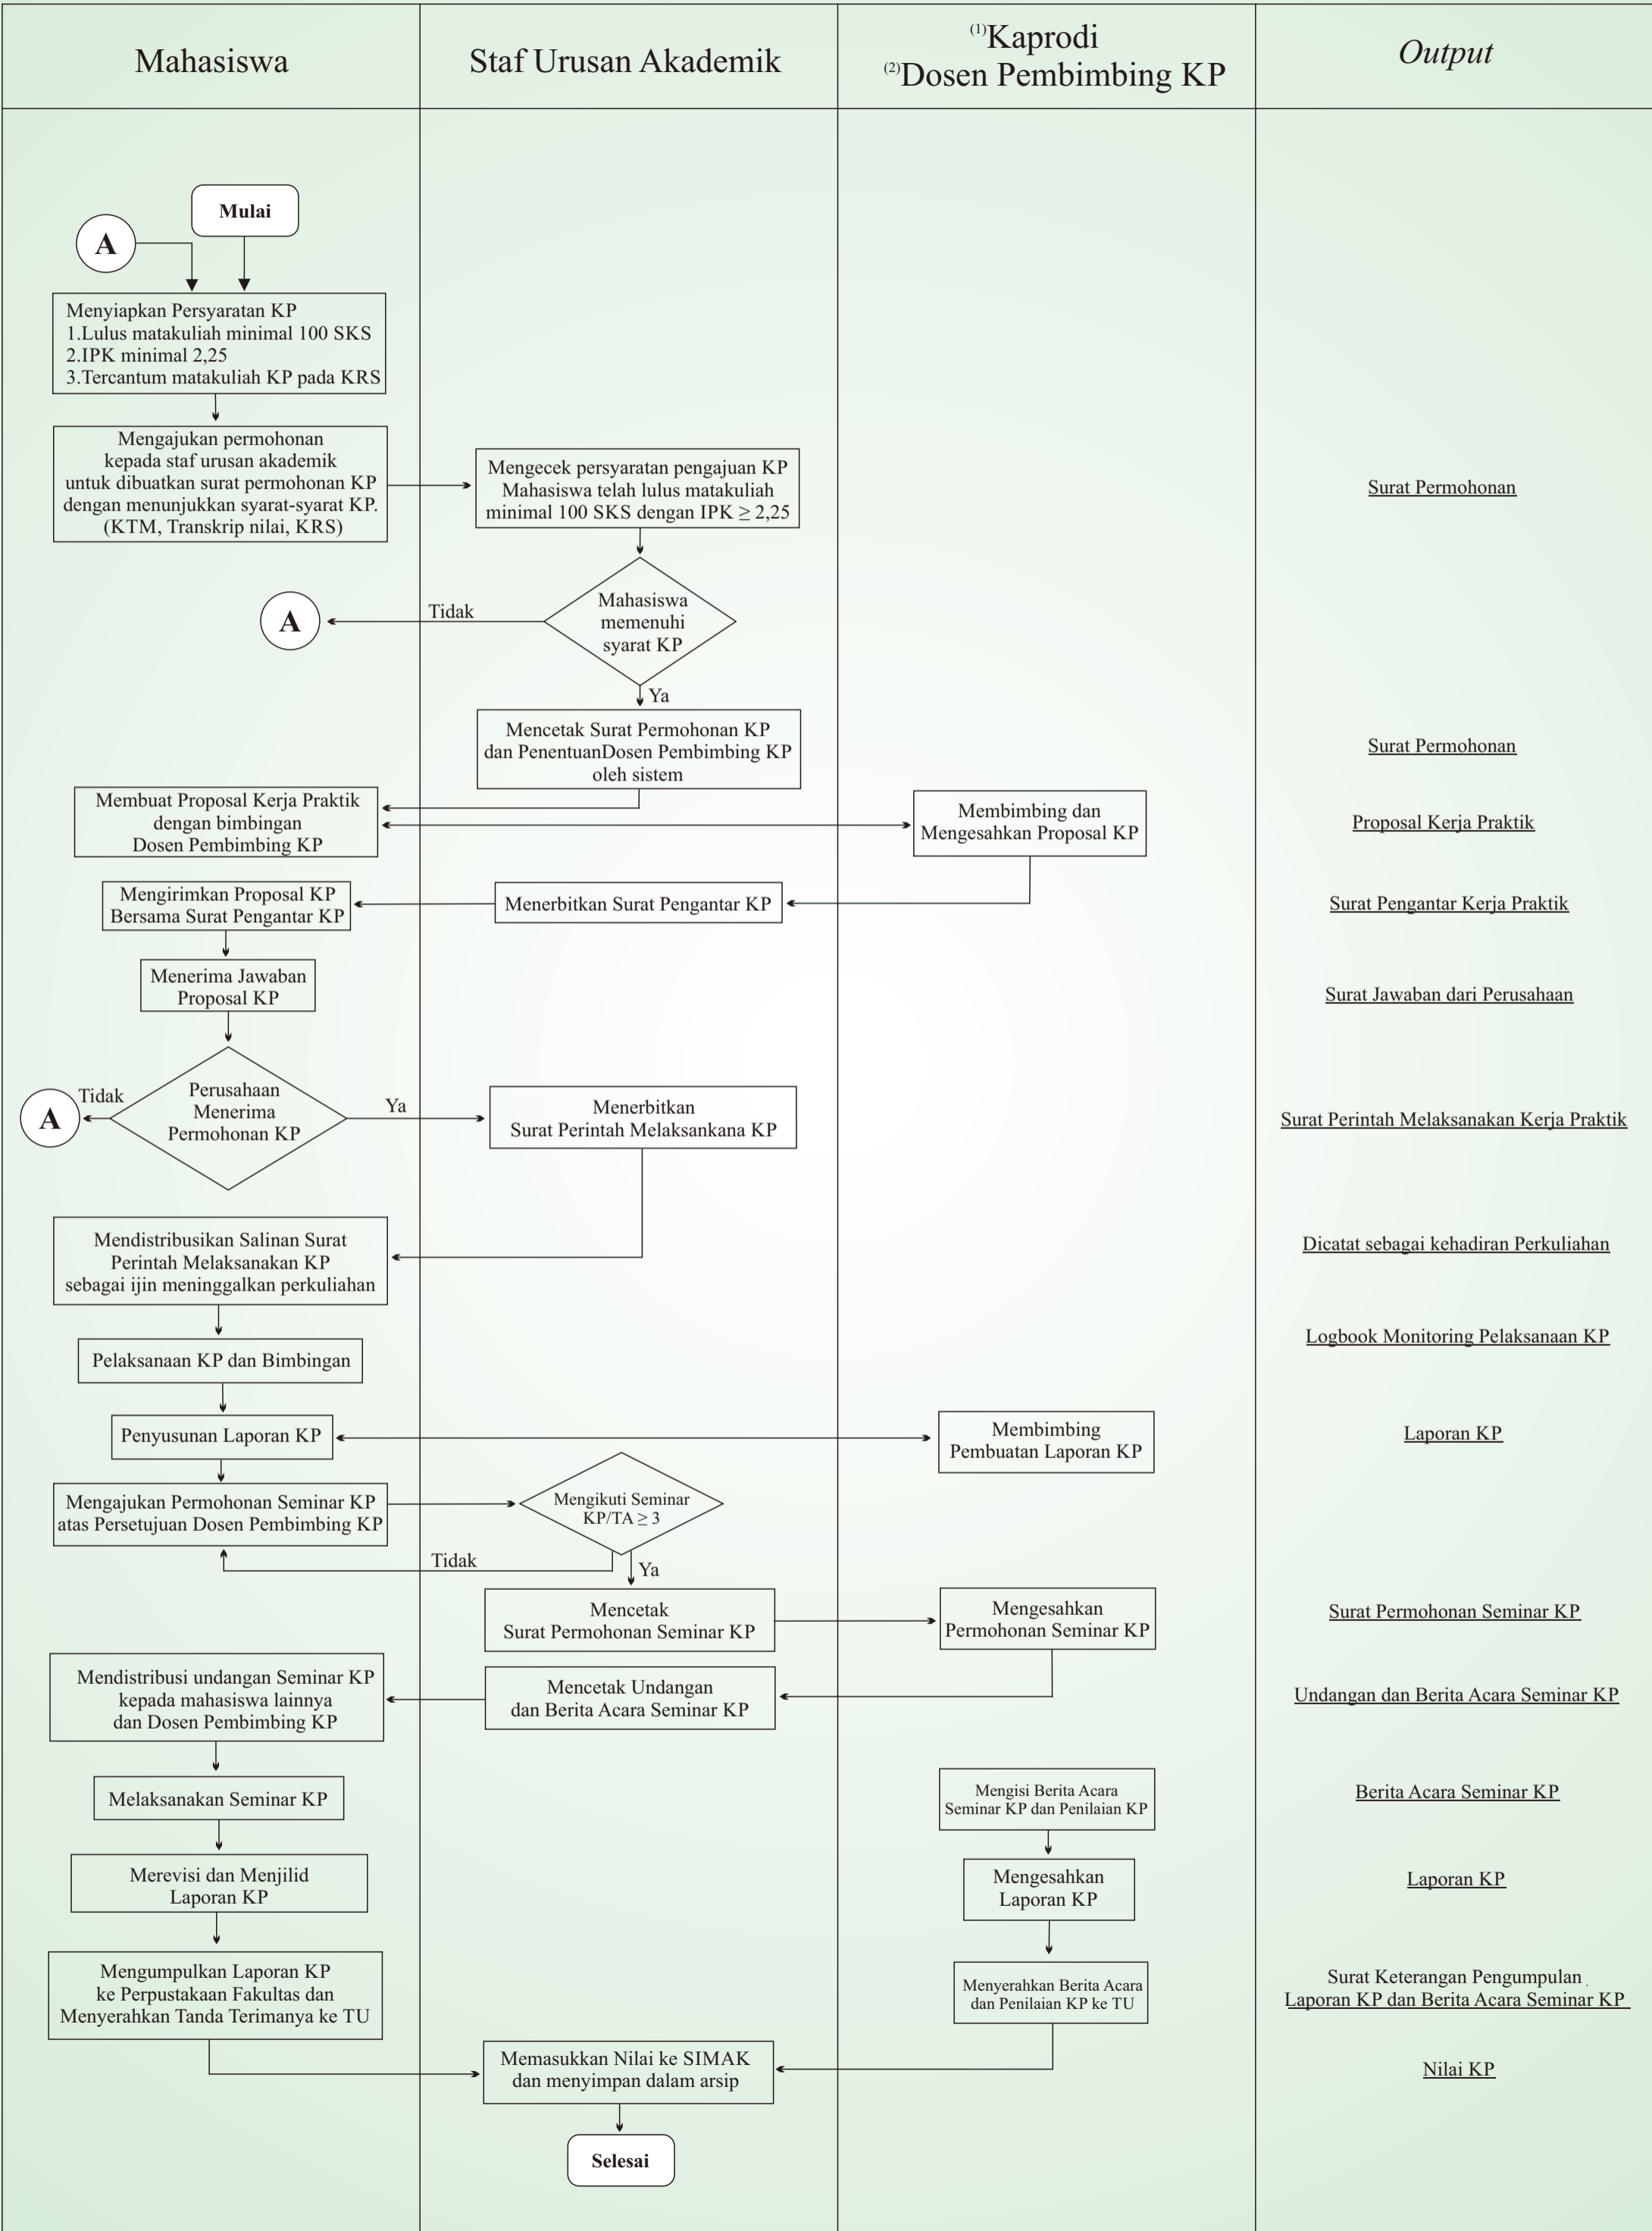 Mahasiswa
Staf Urusan Akademik
(1)Kaprodi
(2)Dosen Pembimbing KP
Output
Mulai
A
Menyiapkan Persyaratan KP
1.Lulus matakuliah minimal 100 SKS
2.IPK minimal 2,25
3.Tercantum matakuliah KP pada KRS
Mengajukan permohonan
kepada staf urusan akademik
untuk dibuatkan surat permohonan KP
dengan menunjukkan syarat-syarat KP.
(KTM, Transkrip nilai, KRS)
Mengecek persyaratan pengajuan KP
Mahasiswa telah lulus matakuliah
minimal 100 SKS dengan IPK ≥ 2,25
Surat Permohonan
Mahasiswa
memenuhi
syarat KP
Tidak
A
Ya
Mencetak Surat Permohonan KP
dan PenentuanDosen Pembimbing KP
oleh sistem
Surat Permohonan
Membuat Proposal Kerja Praktik
dengan bimbingan
Dosen Pembimbing KP
Membimbing dan
Mengesahkan Proposal KP
Proposal Kerja Praktik
Mengirimkan Proposal KP
Bersama Surat Pengantar KP
Menerbitkan Surat Pengantar KP
Surat Pengantar Kerja Praktik
Menerima Jawaban
Proposal KP
Surat Jawaban dari Perusahaan
Perusahaan
Menerima
Permohonan KP
Tidak
A
Ya
Menerbitkan
Surat Perintah Melaksankana KP
Surat Perintah Melaksanakan Kerja Praktik
Mendistribusikan Salinan Surat
Perintah Melaksanakan KP
sebagai ijin meninggalkan perkuliahan
Dicatat sebagai kehadiran Perkuliahan
Pelaksanaan KP dan Bimbingan
Logbook Monitoring Pelaksanaan KP
Penyusunan Laporan KP
Membimbing
Pembuatan Laporan KP
Laporan KP
Mengajukan Permohonan Seminar KP
atas Persetujuan Dosen Pembimbing KP
Mengikuti Seminar
KP/TA ≥ 3
Tidak
Ya
Mencetak
Surat Permohonan Seminar KP
Mengesahkan
Permohonan Seminar KP
Surat Permohonan Seminar KP
Mendistribusi undangan Seminar KP
kepada mahasiswa lainnya
dan Dosen Pembimbing KP
Mencetak Undangan
dan Berita Acara Seminar KP
Undangan dan Berita Acara Seminar KP
Melaksanakan Seminar KP
Mengisi Berita Acara
Seminar KP dan Penilaian KP
Berita Acara Seminar KP
Merevisi dan Menjilid
Laporan KP
Mengesahkan
Laporan KP
Laporan KP
Mengumpulkan Laporan KP
ke Perpustakaan Fakultas dan
Menyerahkan Tanda Terimanya ke TU
Menyerahkan Berita Acara
dan Penilaian KP ke TU
Surat Keterangan Pengumpulan
Laporan KP dan Berita Acara Seminar KP
Memasukkan Nilai ke SIMAK
dan menyimpan dalam arsip
Nilai KP
Selesai